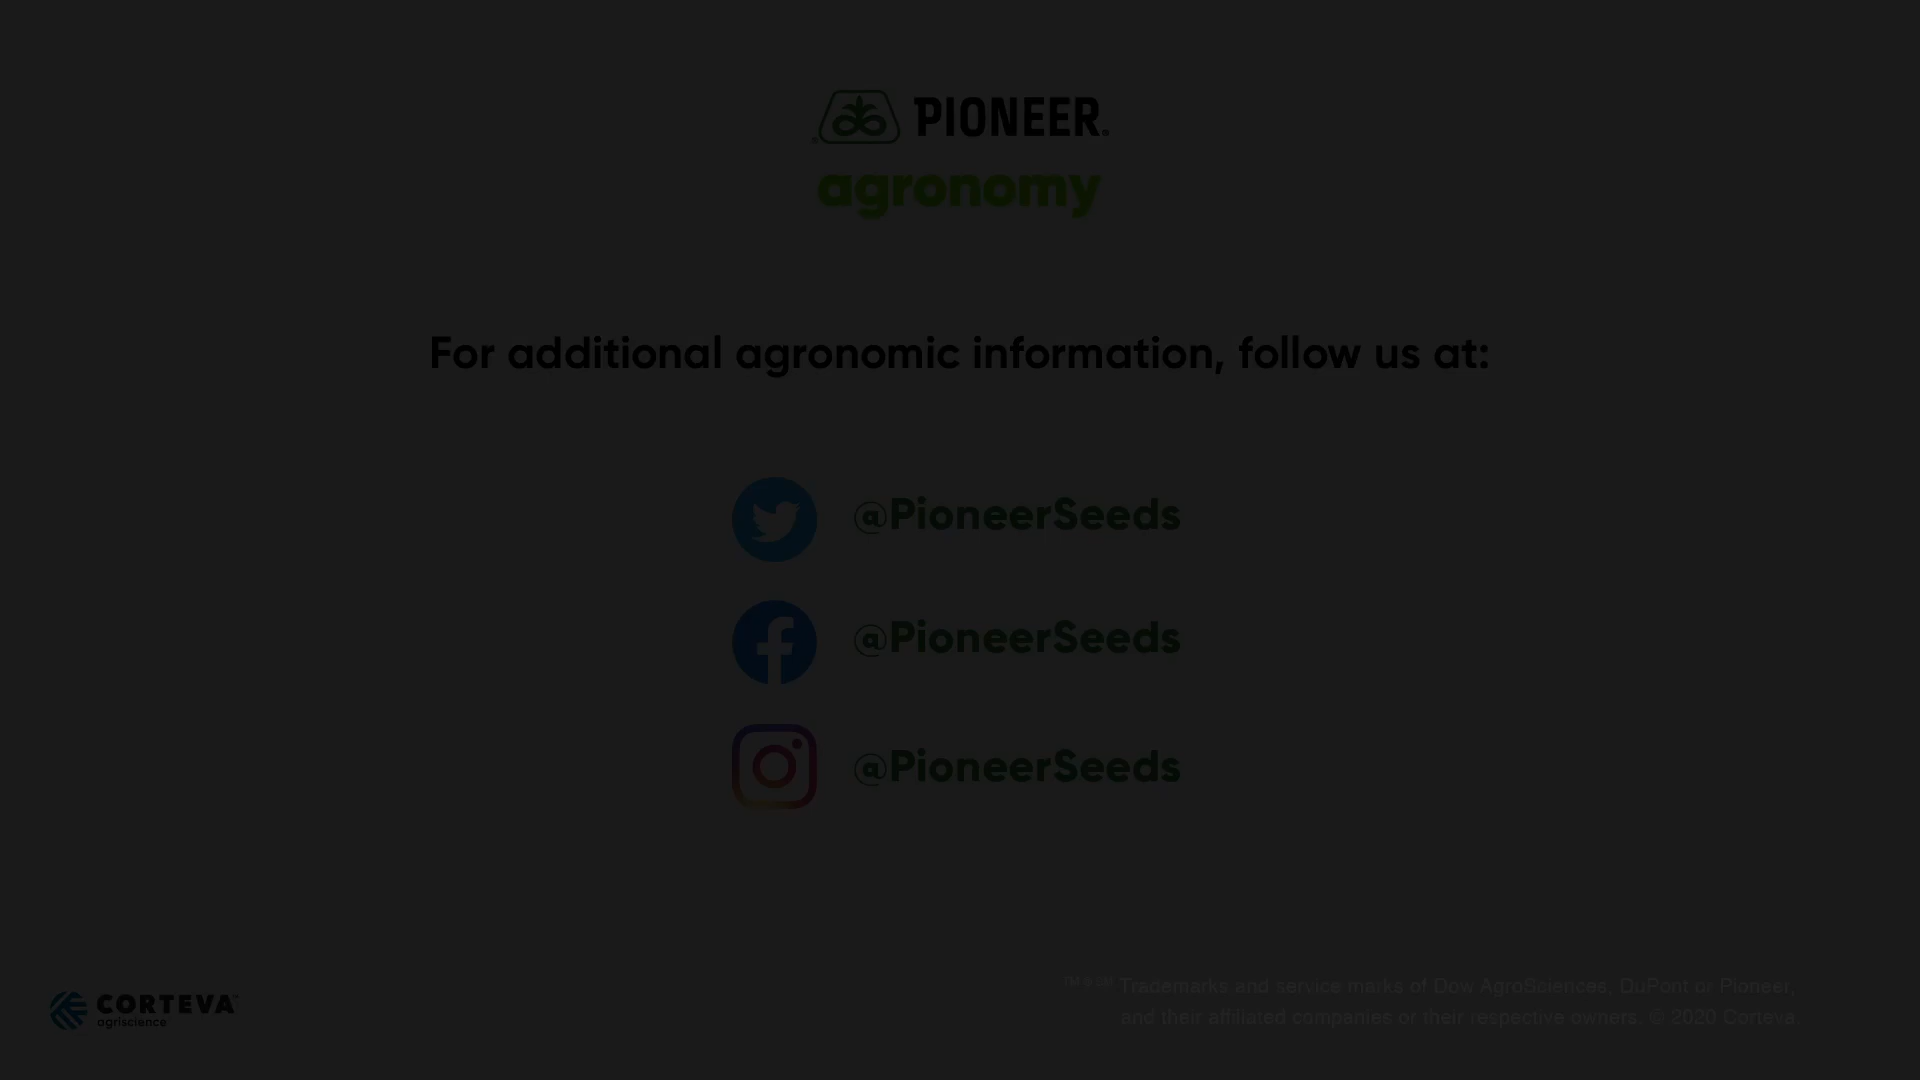 PIONEER®
agronomy
For additional agronomic information, follow us at:
@PioneerSeeds
@PioneerSeeds
@PioneerSeeds
CORTEVA™
agriscience
™ ® ℠ Trademarks and service marks of Dow AgroSciences, DuPont or Pioneer,
and their affiliated companies or their respective owners. © 2020 Corteva.